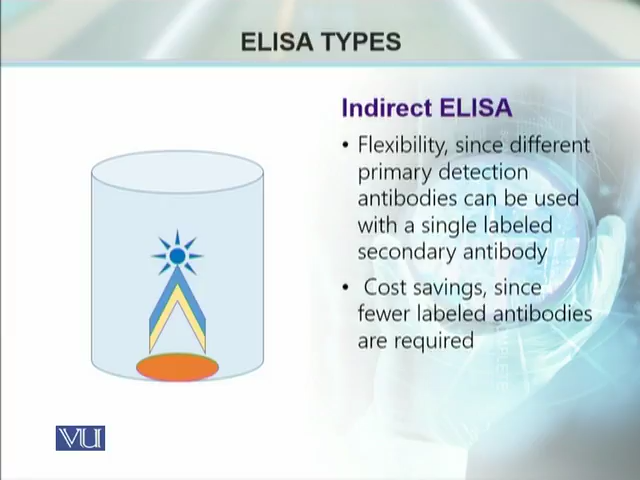 ELISA TYPES
Indirect ELISA
• Flexibility, since different
primary detection
antibodies can be used
with a single labeled
secondary antibody
• Cost savings, since
fewer labeled antibodies
are required
VU